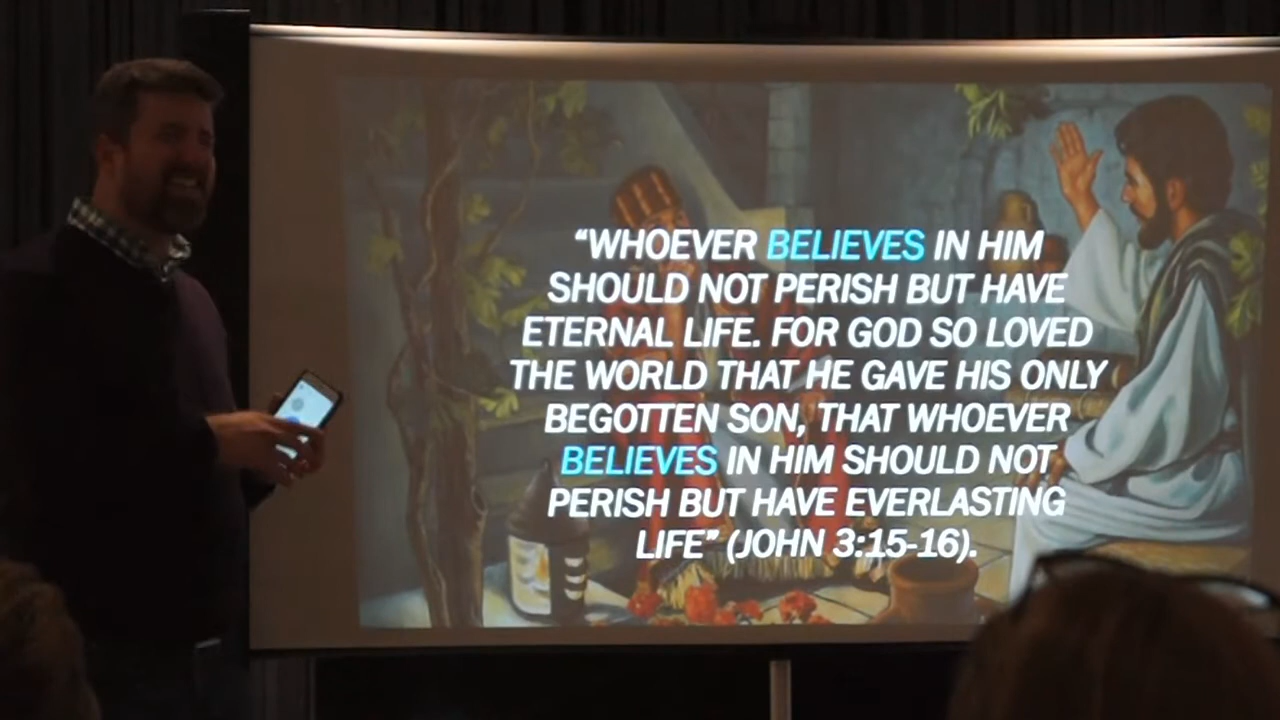 “WHOEVER BELIEVES IN HIM
SHOULD NOT PERISH BUT HAVE
ETERNAL LIFE. FOR GOD SO LOVED
THE WORLD THAT HE GAVE HIS ONLY
BEGOTTEN SON, THAT WHOEVER
BELIEVES IN HIM SHOULD NOT
PERISH BUT HAVE EVERLASTING
LIFE” (JOHN 3:15-16).